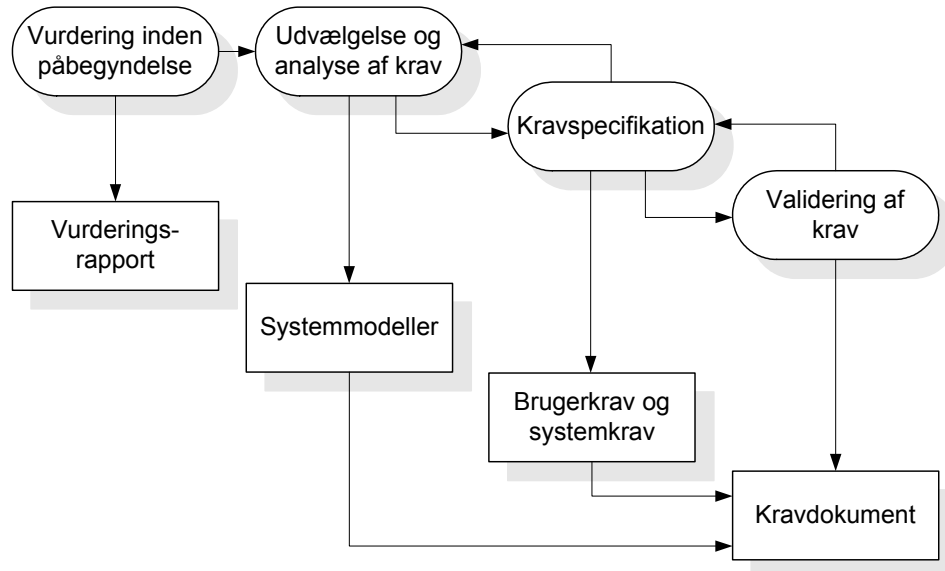 Vurdering inden
påbegyndelse
Udvælgelse og
analyse af krav
Kravspecifikation
Validering af
krav
Vurderings-
rapport
Systemmodeller
Brugerkrav og
systemkrav
Kravdokument